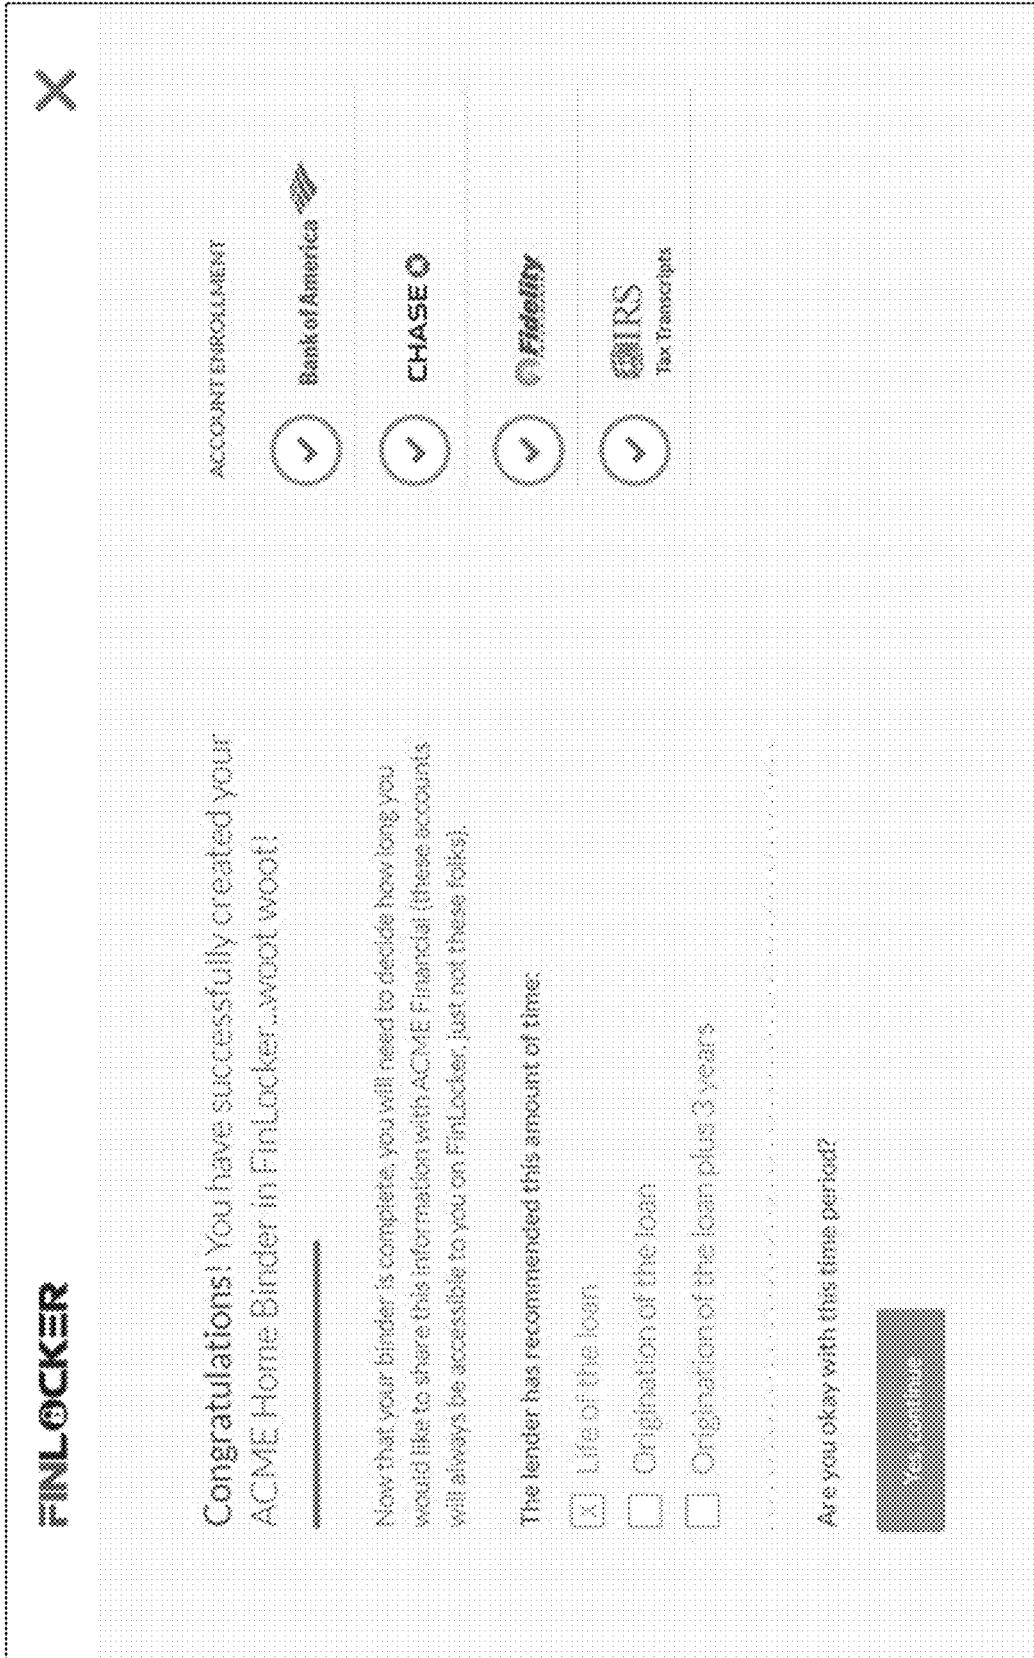 FINLOCKER
X
Congratulations! You have successfully created your
ACME Home Binder in FinLocker...woot woot!
Now that your binder is complete, you will need to decide how long you
would like to share this information with ACME Financial (these accounts
will always be accessible to you on FinLocker, just not these folks).
The lender has recommended this amount of time:
X Life of the loan
Origination of the loan
Origination of the loan plus 3 years
Are you okay with this time period?
ACCOUNT ENROLLMENT
Bank of America
CHASE
Fidelity
IRS
Tax Transcripts